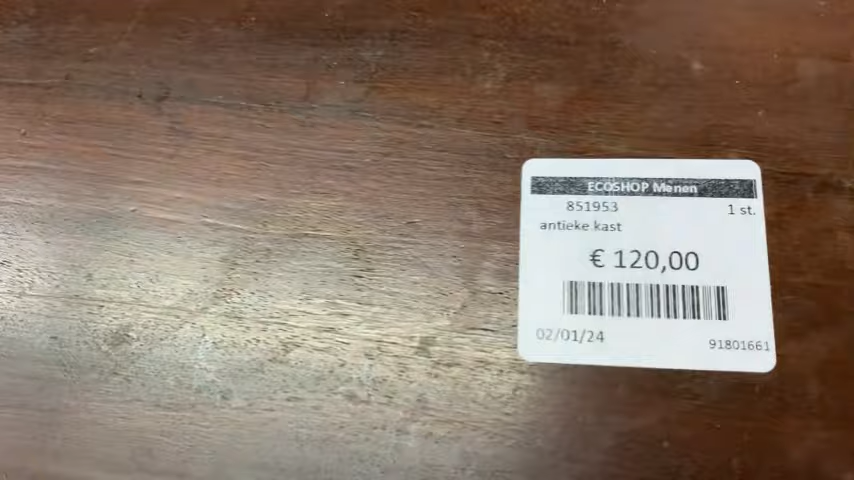 ECOSHOP Menen
851953 1 st.
antieke kast
€ 120,00
02/01/24 91801661